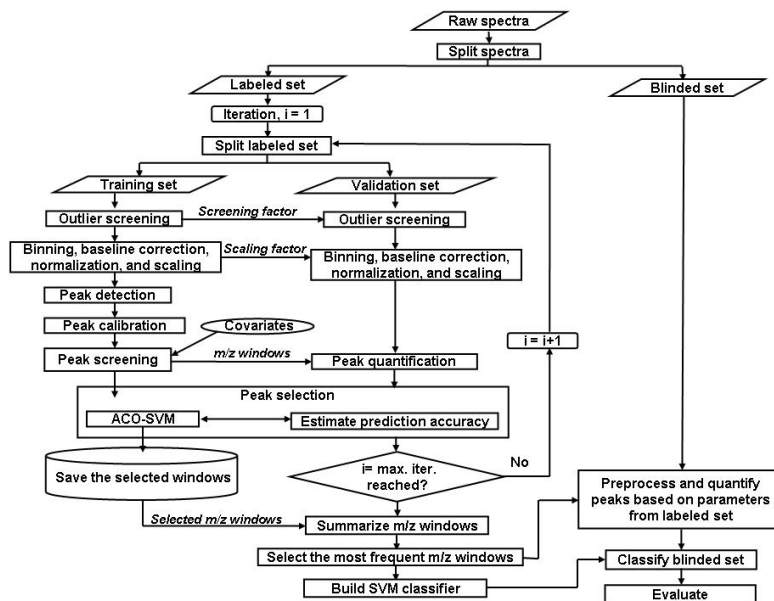 Raw spectra
Split spectra
Labeled set
Blinded set
Iteration, i = 1
Split labeled set
Training set
Validation set
Outlier screening
Screening factor
Outlier screening
Binning, baseline correction,
normalization, and scaling
Scaling factor
Binning, baseline correction,
normalization, and scaling
Peak detection
Peak calibration
Covariates
i = i+1
Peak screening
m/z windows
Peak quantification
Peak selection
ACO-SVM
Estimate prediction accuracy
Save the selected windows
i= max. iter.
reached?
No
Preprocess and quantify
peaks based on parameters
from labeled set
Selected m/z windows
Summarize m/z windows
Select the most frequent m/z windows
Classify blinded set
Build SVM classifier
Evaluate